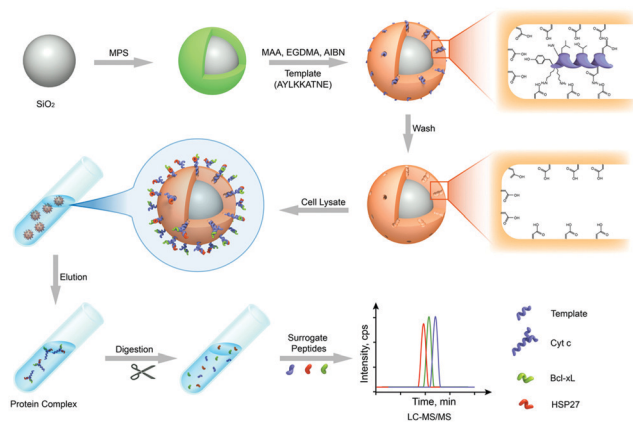 MPS
MAA, EGDMA, AIBN
Template
(AYLKKATNE)
SiO₂
Wash
Cell Lysate
Elution
Digestion
Surrogate
Peptides
Protein Complex
Intensity, cps
Time, min
LC-MS/MS
Template
Cyt c
Bcl-xL
HSP27